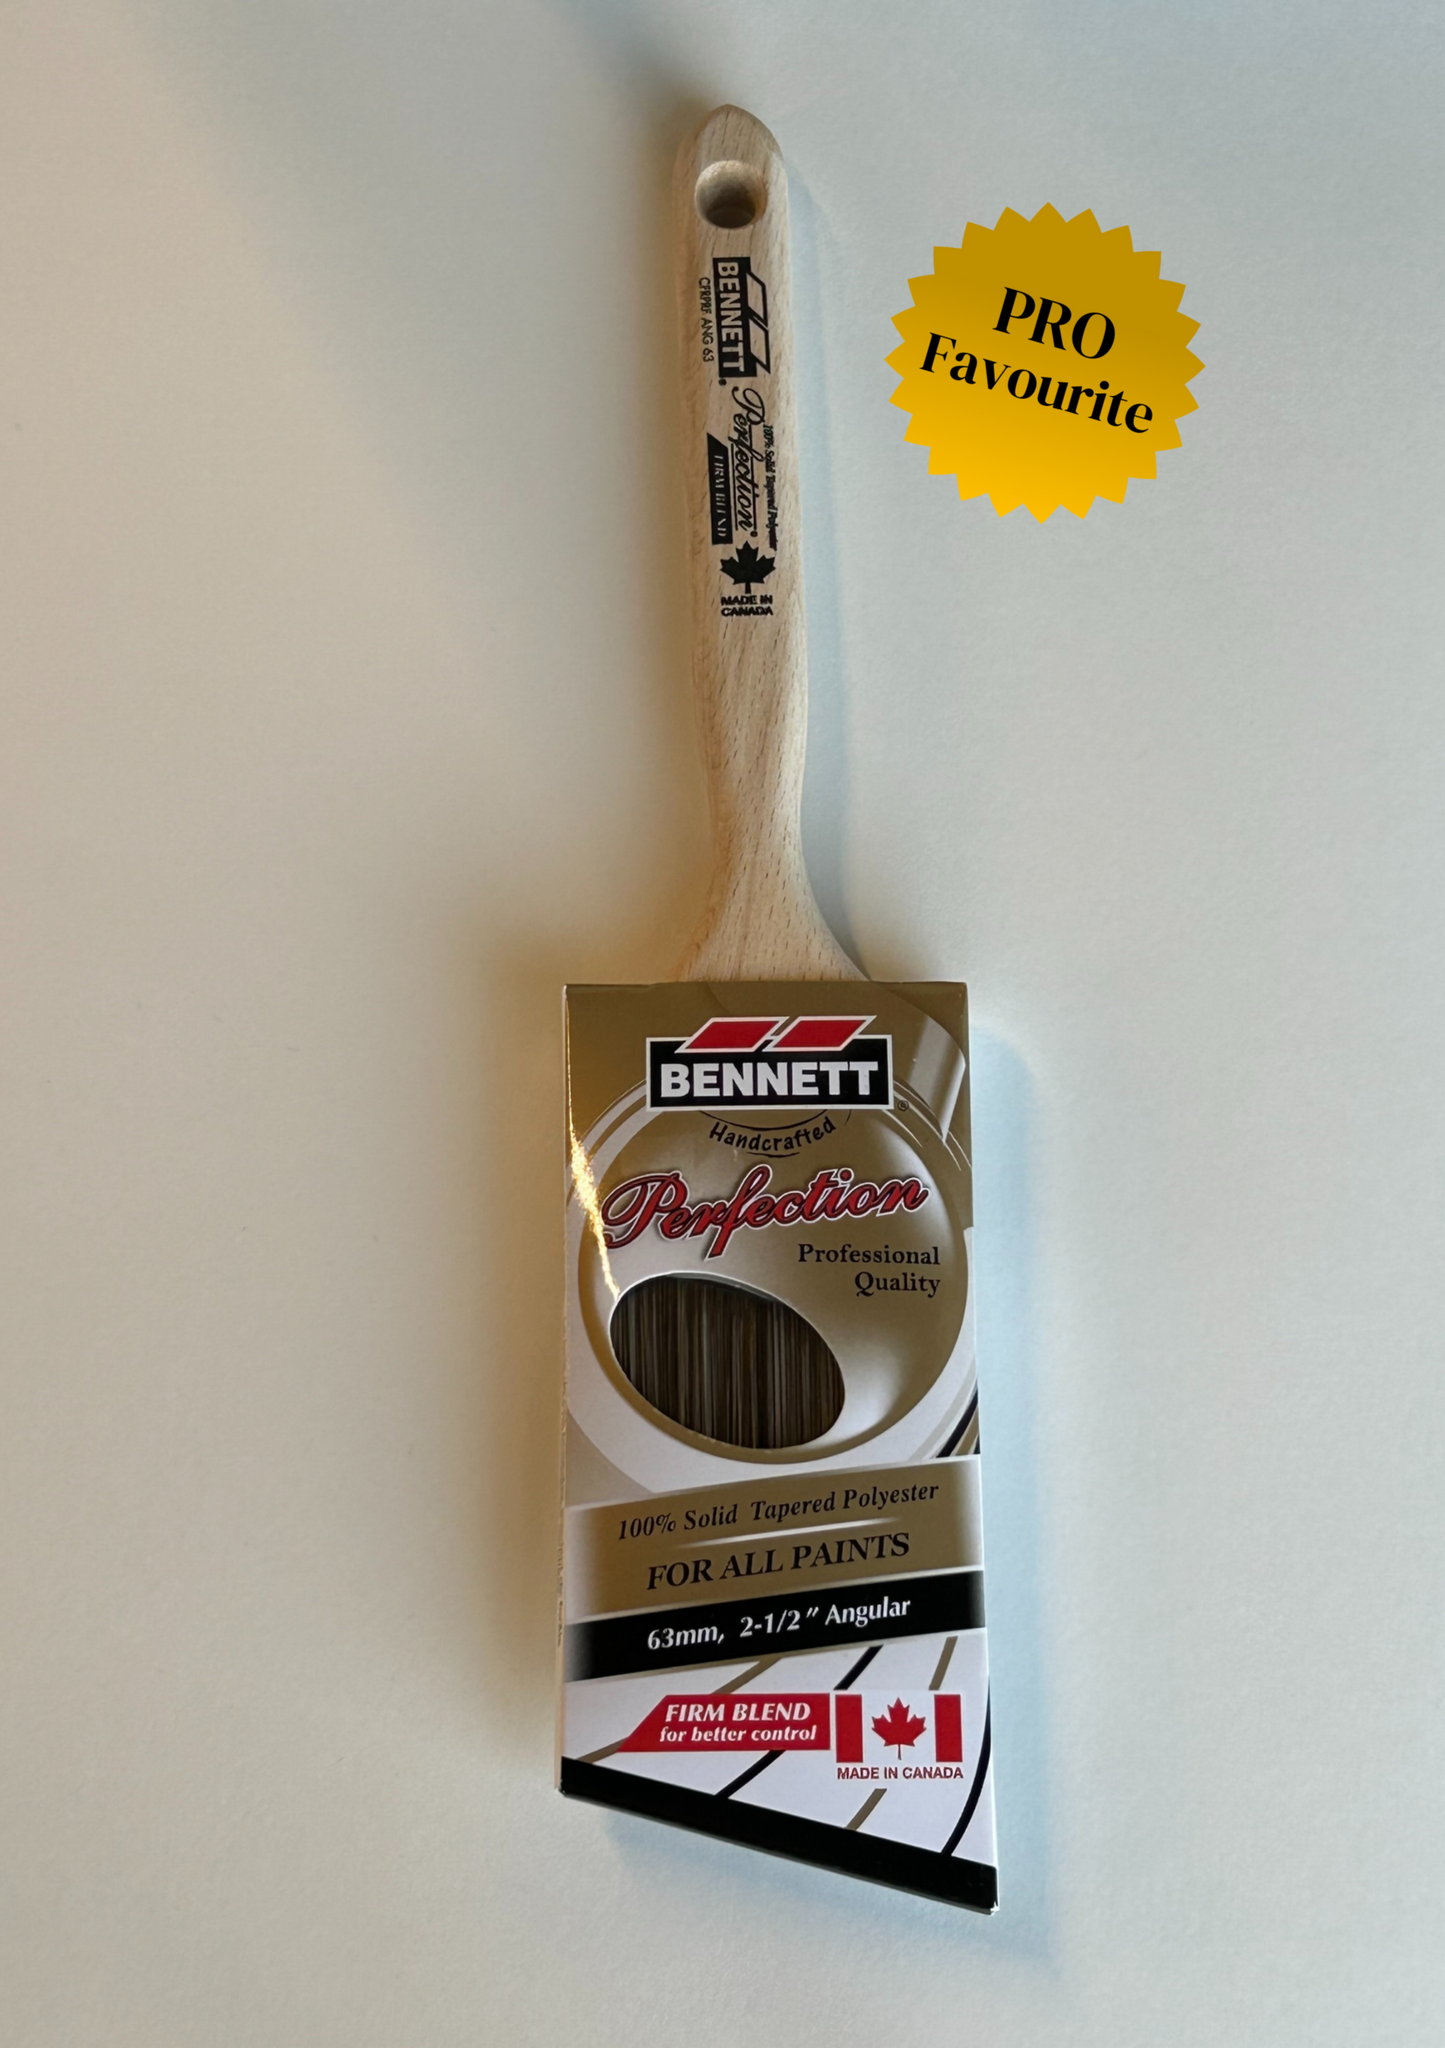 BENNETT®
CFRPRF ANG 63
100% Solid Tapered Polyester
Perfection®
FIRM BLEND
MADE IN
CANADA
PRO
Favourite
BENNETT®
Handcrafted
Perfection
Professional
Quality
100% Solid Tapered Polyester
FOR ALL PAINTS
63mm, 2-1/2" Angular
FIRM BLEND
for better control
MADE IN CANADA